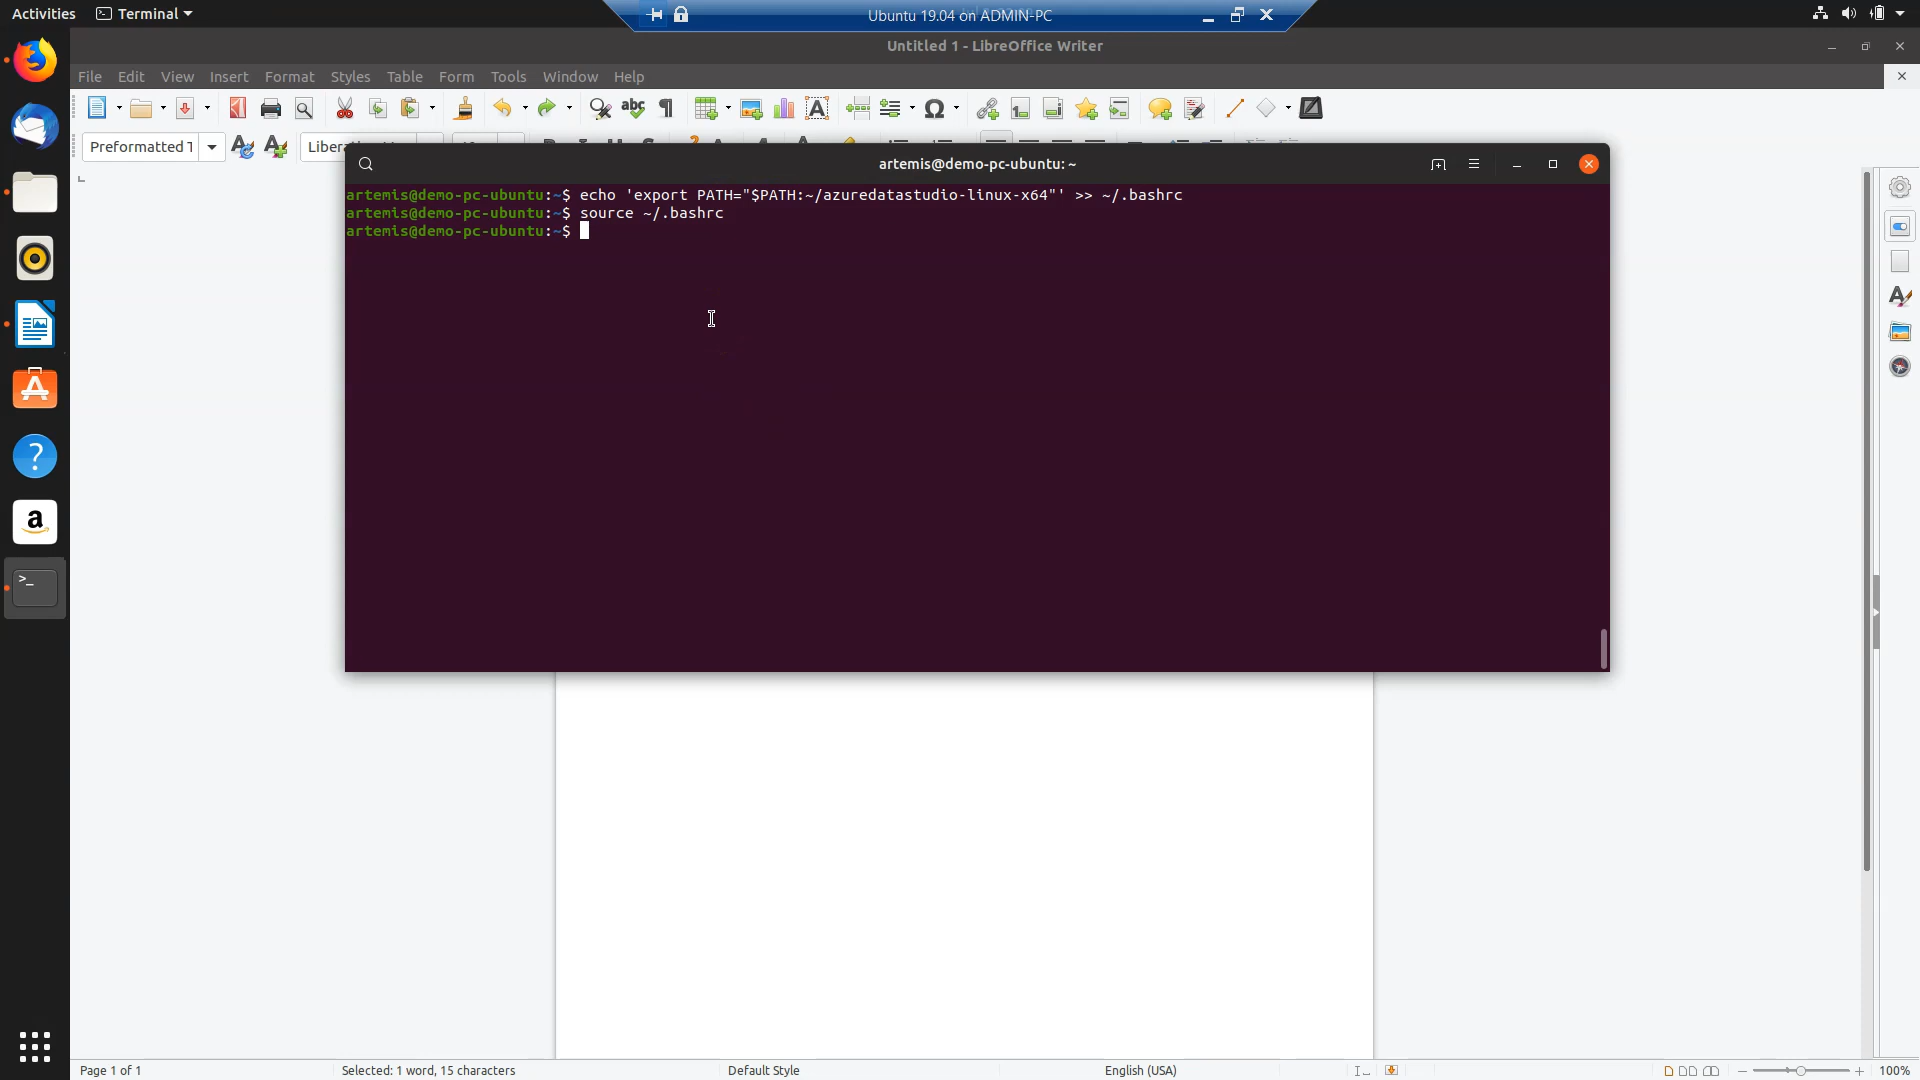 Activities Terminal
Ubuntu 19.04 on ADMIN-PC
Untitled 1 - LibreOffice Writer
File Edit View Insert Format Styles Table Form Tools Window Help
Preformatted
artemis@demo-pc-ubuntu: ~
artemis@demo-pc-ubuntu:~$ echo 'export PATH="$PATH:~/azuredatastudio-linux-x64"' >> ~/.bashrc
artemis@demo-pc-ubuntu:~$ source ~/.bashrc
artemis@demo-pc-ubuntu:~$
Page 1 of 1 Selected: 1 word, 15 characters Default Style English (USA) 100%